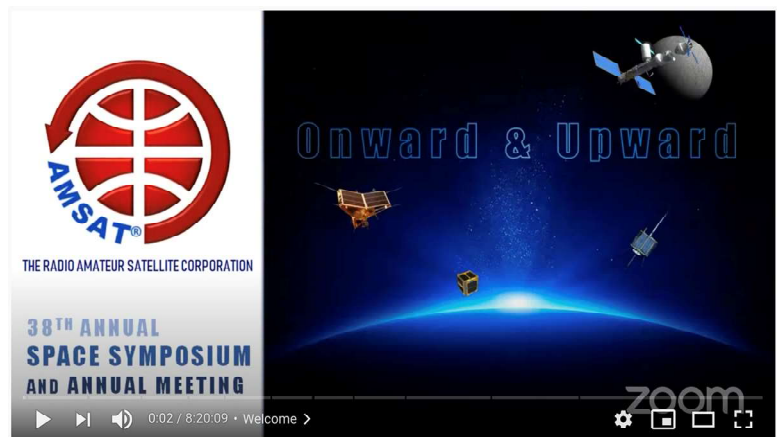 AMSAT®
THE RADIO AMATEUR SATELLITE CORPORATION
38TH ANNUAL
SPACE SYMPOSIUM
AND ANNUAL MEETING
Onward & Upward
zoom
0:02 / 8:20:09 • Welcome